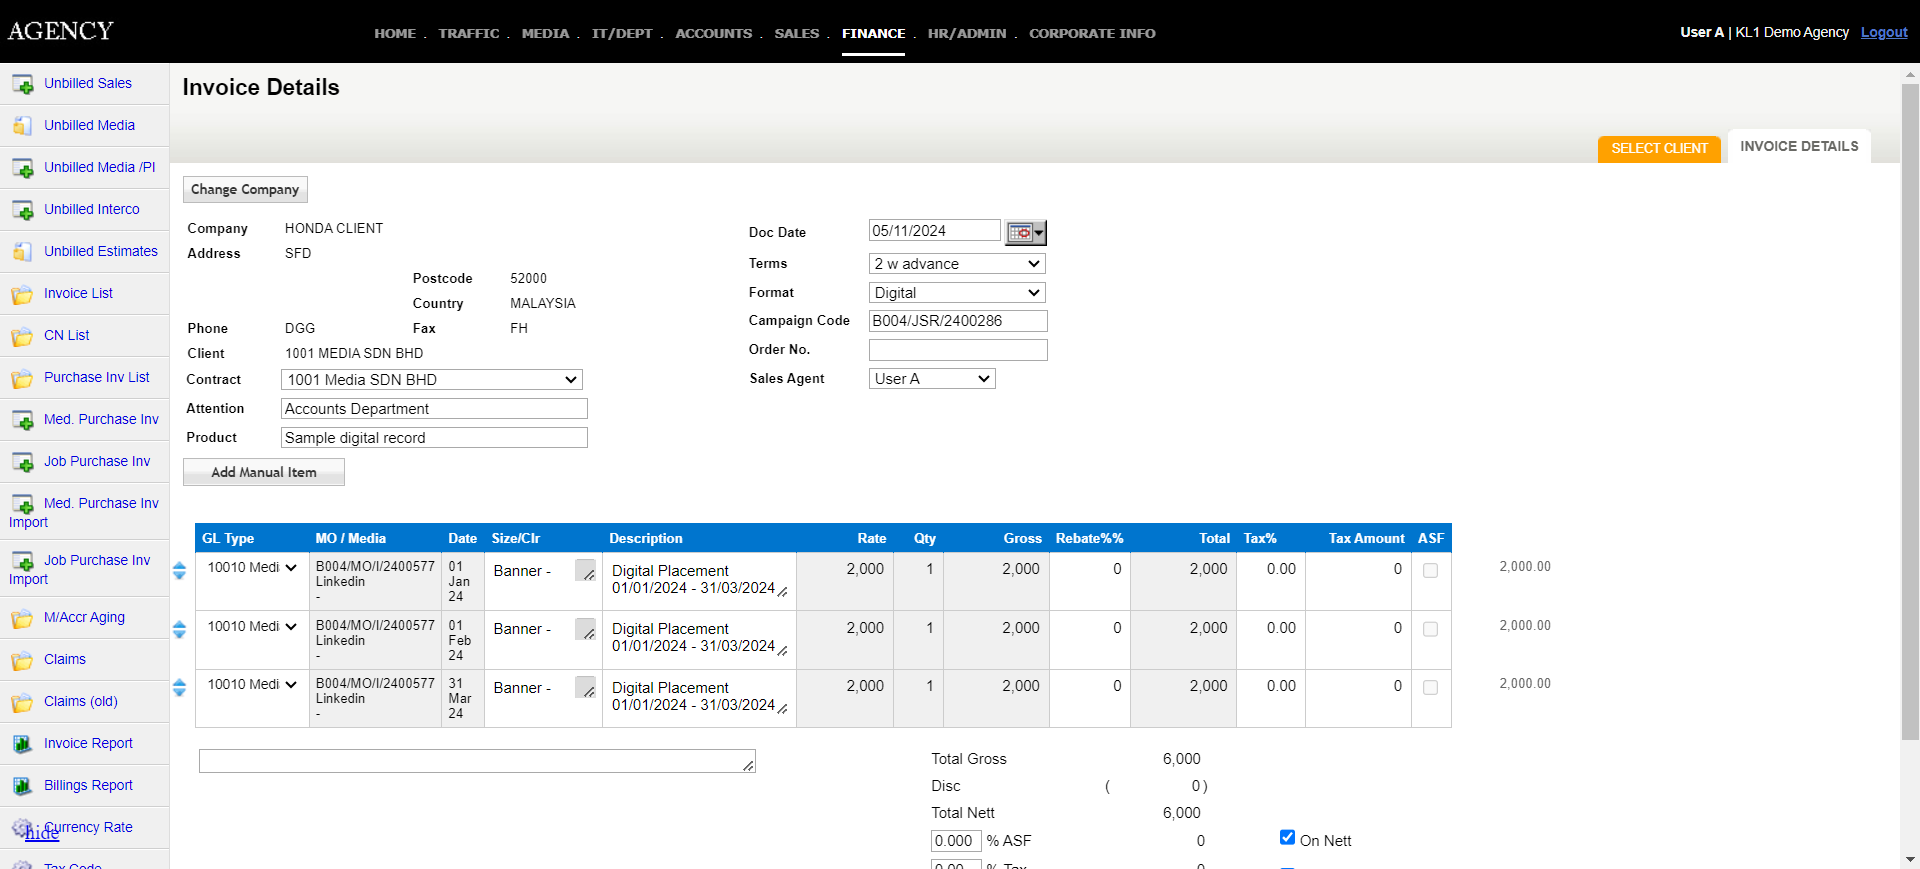 AGENCY
HOME . TRAFFIC . MEDIA . IT/DEPT . ACCOUNTS . SALES . FINANCE . HR/ADMIN . CORPORATE INFO
User A | KL1 Demo Agency Logout
Unbilled Sales
Unbilled Media
Unbilled Media /PI
Unbilled Interco
Unbilled Estimates
Invoice List
CN List
Purchase Inv List
Med. Purchase Inv
Job Purchase Inv
Med. Purchase Inv
Import
Job Purchase Inv
Import
M/Accr Aging
Claims
Claims (old)
Invoice Report
Billings Report
Currency Rate
hide
Tax Code
Invoice Details
SELECT CLIENT
INVOICE DETAILS
Change Company
Company HONDA CLIENT
Address SFD
Postcode 52000
Country MALAYSIA
Phone DGG Fax FH
Client 1001 MEDIA SDN BHD
Contract 1001 Media SDN BHD
Attention Accounts Department
Product Sample digital record
Doc Date 05/11/2024
Terms 2 w advance
Format Digital
Campaign Code B004/JSR/2400286
Order No.
Sales Agent User A
Add Manual Item
GL Type MO / Media Date Size/Clr Description Rate Qty Gross Rebate%% Total Tax% Tax Amount ASF
10010 Medi B004/MO/I/2400577 01 Banner - Digital Placement 2,000 1 2,000 0 2,000 0.00 0 2,000.00
Linkedin Jan 01/01/2024 - 31/03/2024
- 24
10010 Medi B004/MO/I/2400577 01 Banner - Digital Placement 2,000 1 2,000 0 2,000 0.00 0 2,000.00
Linkedin Feb 01/01/2024 - 31/03/2024
- 24
10010 Medi B004/MO/I/2400577 31 Banner - Digital Placement 2,000 1 2,000 0 2,000 0.00 0 2,000.00
Linkedin Mar 01/01/2024 - 31/03/2024
- 24
Total Gross 6,000
Disc ( 0 )
Total Nett 6,000
0.000 % ASF 0 On Nett
0.00 % Tax 0